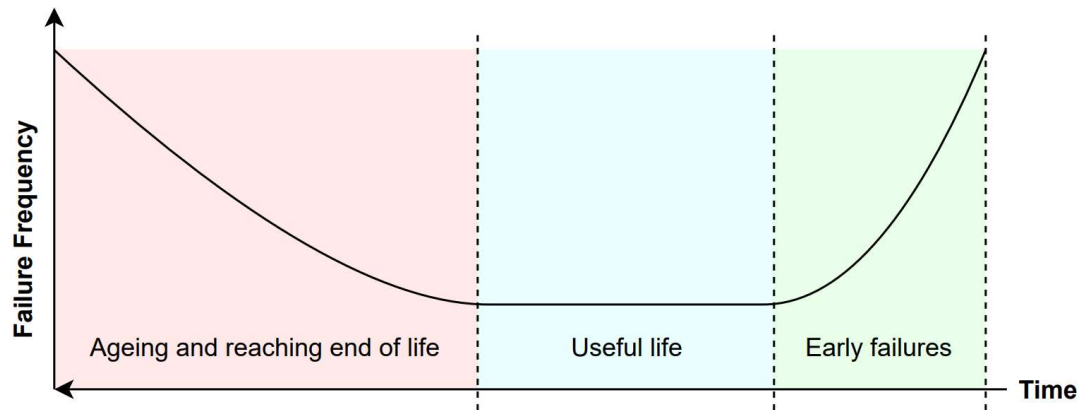 Failure Frequency
Ageing and reaching end of life
Useful life
Early failures
Time